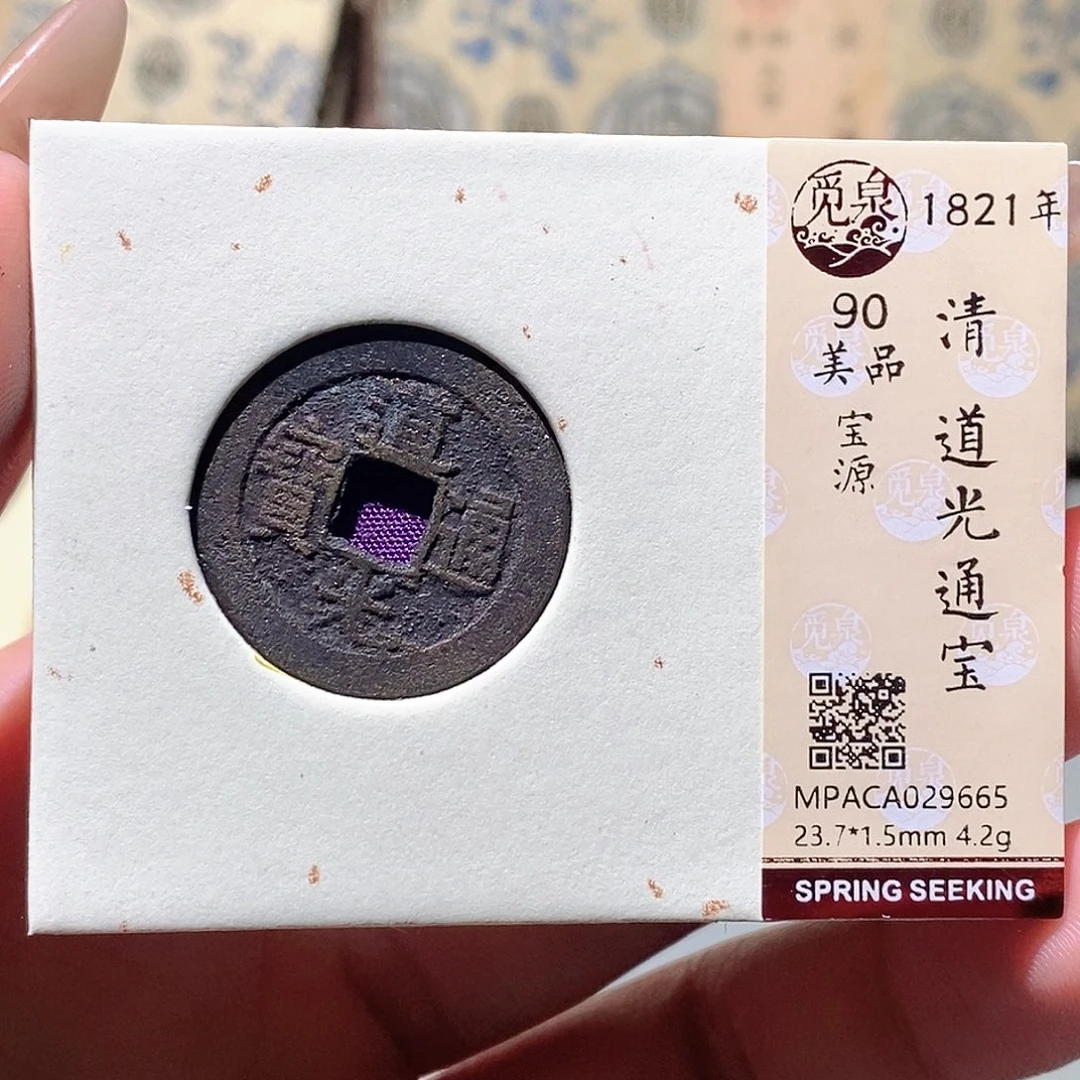 觅泉
1821年
90
美品
宝源
清
道光通宝
道光通寶
MPACA029665
23.7*1.5mm 4.2g
SPRING SEEKING